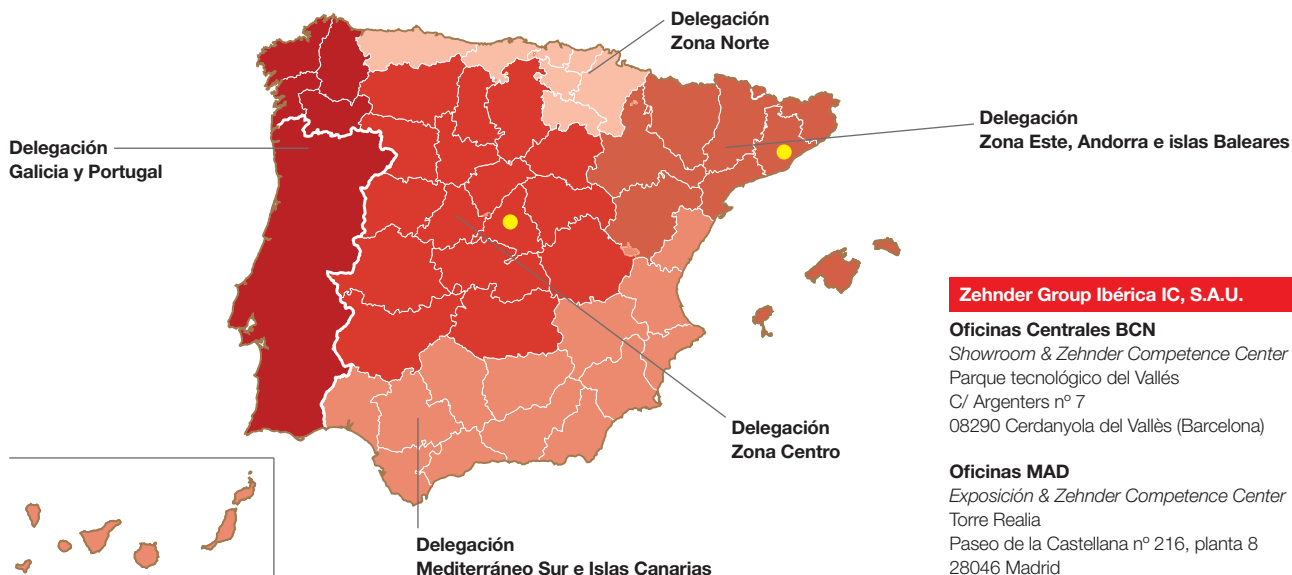 Delegación
Zona Norte
Delegación
Galicia y Portugal
Delegación
Zona Este, Andorra e islas Baleares
Delegación
Zona Centro
Delegación
Mediterráneo Sur e Islas Canarias
Zehnder Group Ibérica IC, S.A.U.
Oficinas Centrales BCN
Showroom & Zehnder Competence Center
Parque tecnológico del Vallés
C/ Argenters nº 7
08290 Cerdanyola del Vallès (Barcelona)
Oficinas MAD
Exposición & Zehnder Competence Center
Torre Realia
Paseo de la Castellana nº 216, planta 8
28046 Madrid